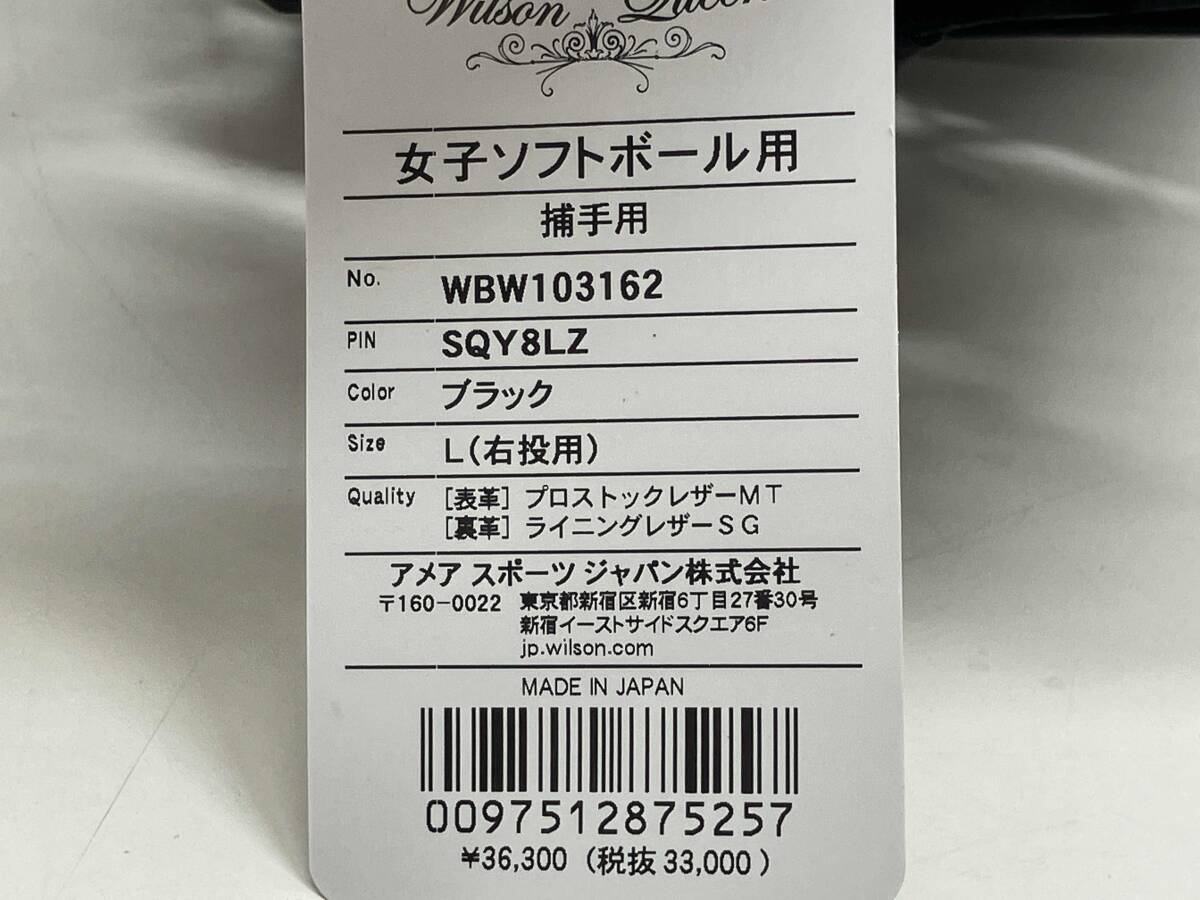 Wilson Queen
女子ソフトボール用
捕手用
No. WBW103162
PIN SQY8LZ
Color ブラック
Size L(右投用)
Quality [表革] プロストックレザーMT
[裏革] ライニングレザーSG
アメア スポーツ ジャパン株式会社
〒160-0022 東京都新宿区新宿6丁目27番30号
新宿イーストサイドスクエア6F
jp.wilson.com
MADE IN JAPAN
0097512875257
¥36,300 (税抜 33,000)